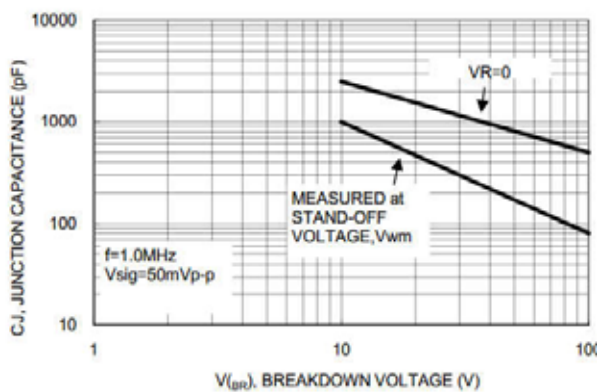 CJ, JUNCTION CAPACITANCE (pF)
10000
1000
100
10
VR=0
MEASURED at
STAND-OFF
VOLTAGE,Vwm
f=1.0MHz
Vsig=50mVp-p
1
10
100
V(BR), BREAKDOWN VOLTAGE (V)